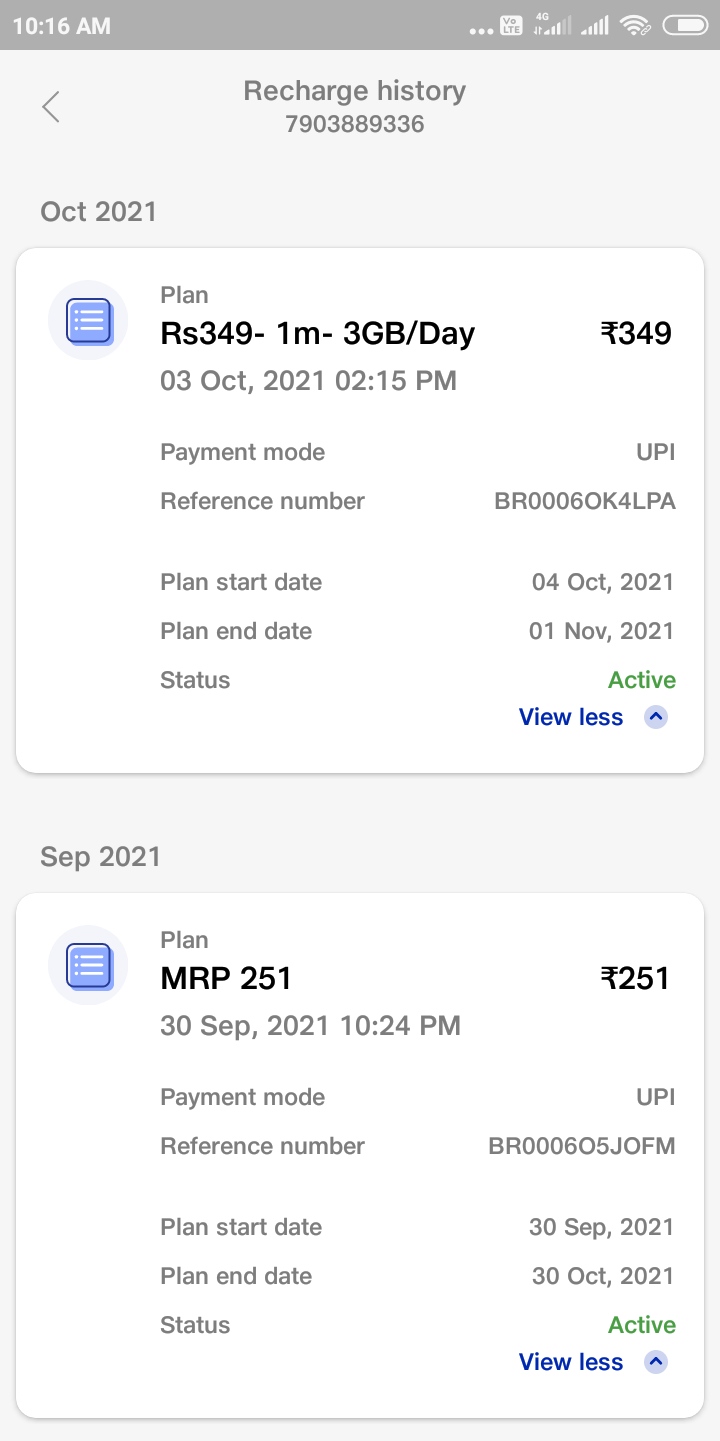 10:16 AM
... Vo LTE 4G
Recharge history
7903889336
Oct 2021
Plan
Rs349- 1m- 3GB/Day ₹349
03 Oct, 2021 02:15 PM
Payment mode UPI
Reference number BR0006OK4LPA
Plan start date 04 Oct, 2021
Plan end date 01 Nov, 2021
Status Active
View less
Sep 2021
Plan
MRP 251 ₹251
30 Sep, 2021 10:24 PM
Payment mode UPI
Reference number BR0006O5JOFM
Plan start date 30 Sep, 2021
Plan end date 30 Oct, 2021
Status Active
View less